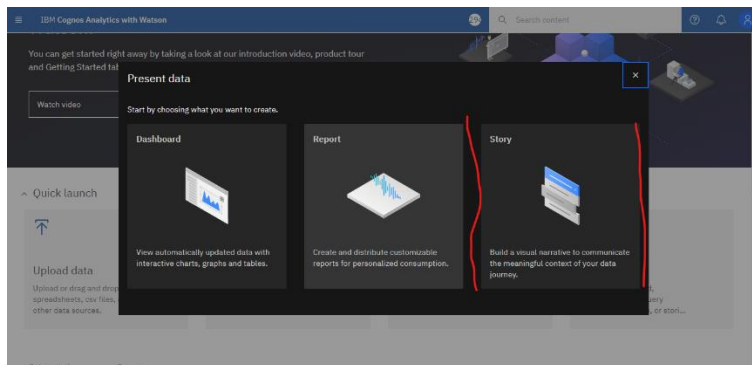 IBM Cognos Analytics with Watson
Search content
You can get started right away by taking a look at our introduction video, product tour
and Getting Started
Present data
Watch video
Start by choosing what you want to create.
Dashboard
Report
Story
Quick launch
View automatically updated data with
interactive charts, graphs and tables.
Create and distribute customizable
reports for personalized consumption.
Build a visual narrative to communicate
the meaningful context of your data
journey.
Upload data
Upload or drag and drop
spreadsheets, csv files,
other data sources.
or stori...